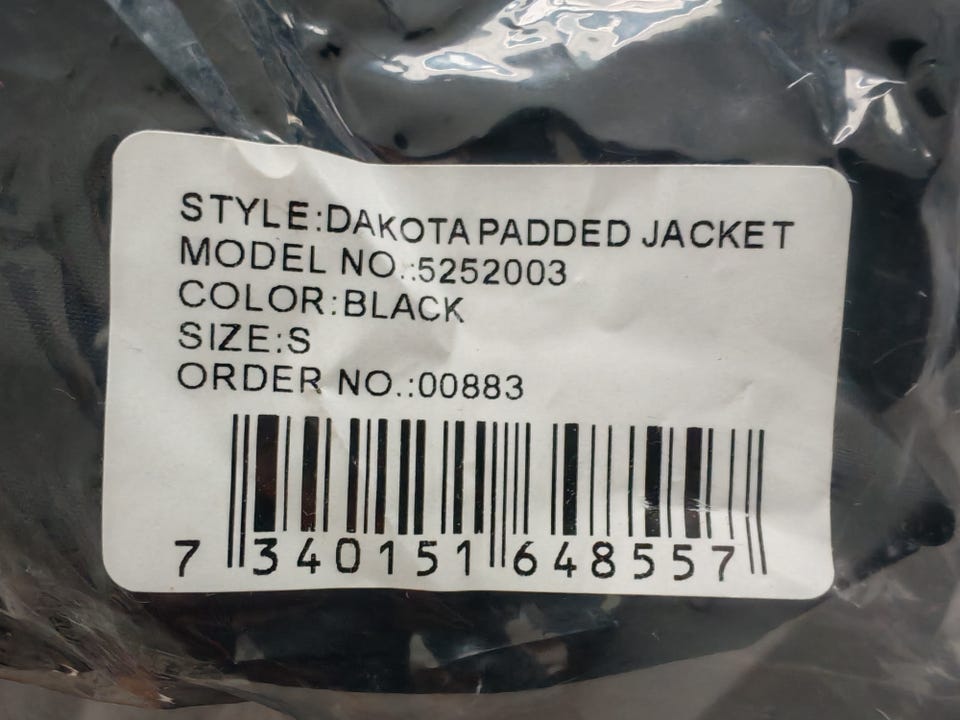 STYLE:DAKOTA PADDED JACKET
MODEL NO.:5252003
COLOR:BLACK
SIZE:S
ORDER NO.:00883
7 340151 648557